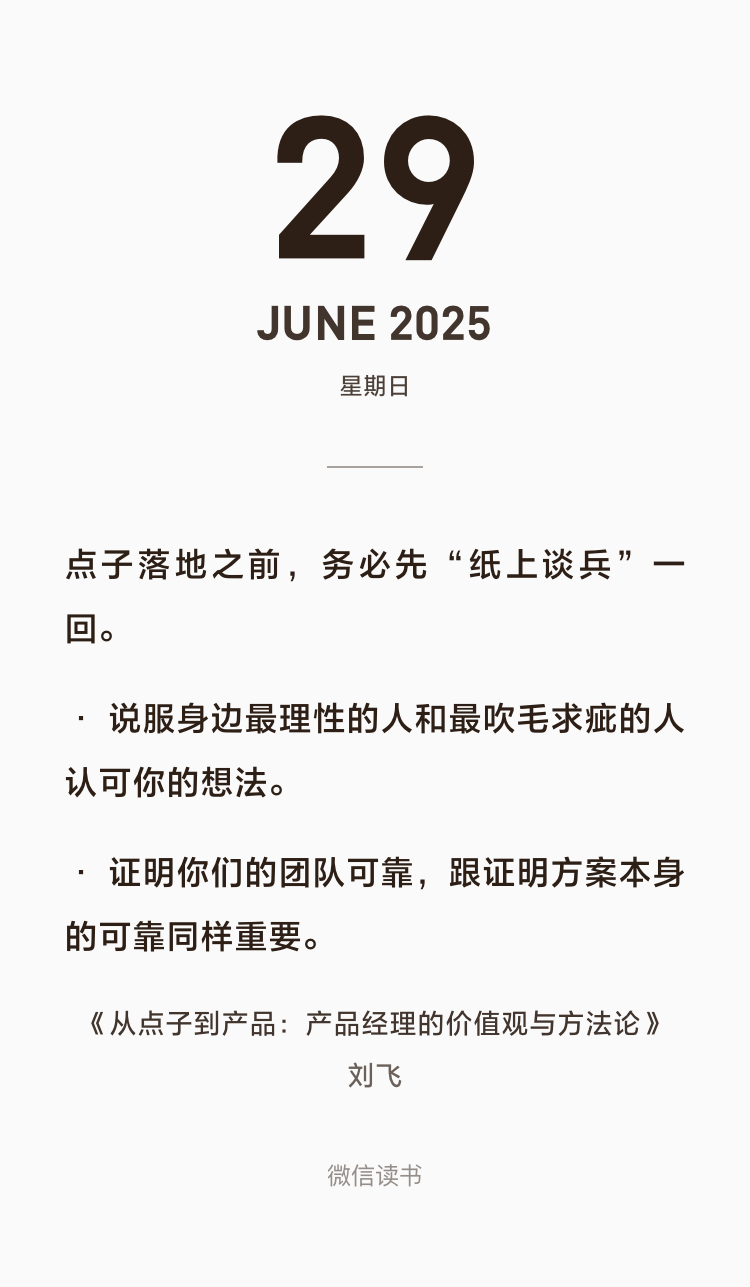 29
JUNE 2025
星期日
点子落地之前，务必先“纸上谈兵”一
回。
· 说服身边最理性的人和最吹毛求疵的人
认可你的想法。
· 证明你们的团队可靠，跟证明方案本身
的可靠同样重要。
《从点子到产品：产品经理的价值观与方法论》
刘飞
微信读书